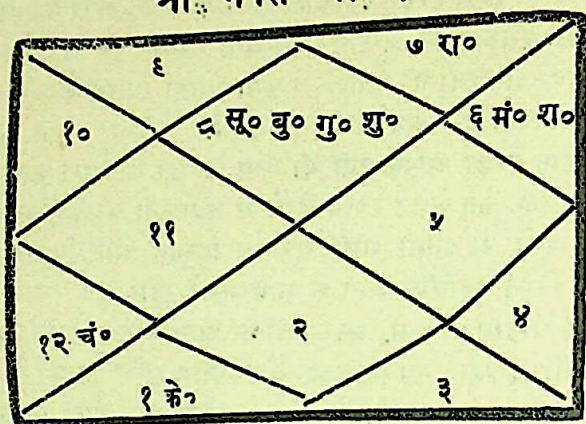 ९ ७ रा०
१० ८ सू० बु० गु० शु० ६ मं० श०
११ ५
१२ चं० २ ४
१ के० ३